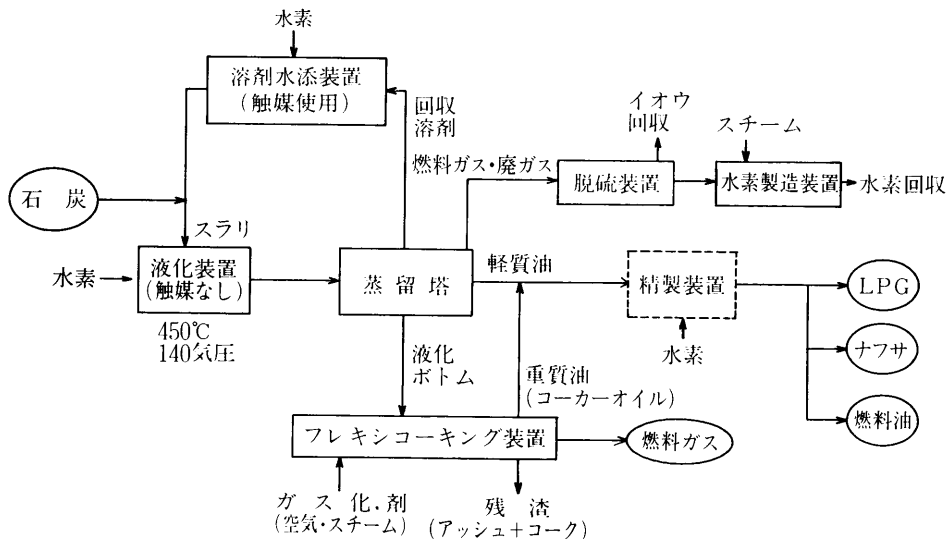 水素
溶剤水添装置
(触媒使用)
回収
溶剤
イオウ
回収
スチーム
燃料ガス・廃ガス
脱硫装置
水素製造装置
水素回収
石炭
スラリ
水素
液化装置
(触媒なし)
450℃
140気圧
蒸留塔
軽質油
精製装置
水素
LPG
ナフサ
燃料油
液化
ボトム
重質油
(コーカーオイル)
フレキシコーキング装置
燃料ガス
ガス化.剤
(空気・スチーム)
残渣
(アッシュ+コーク)